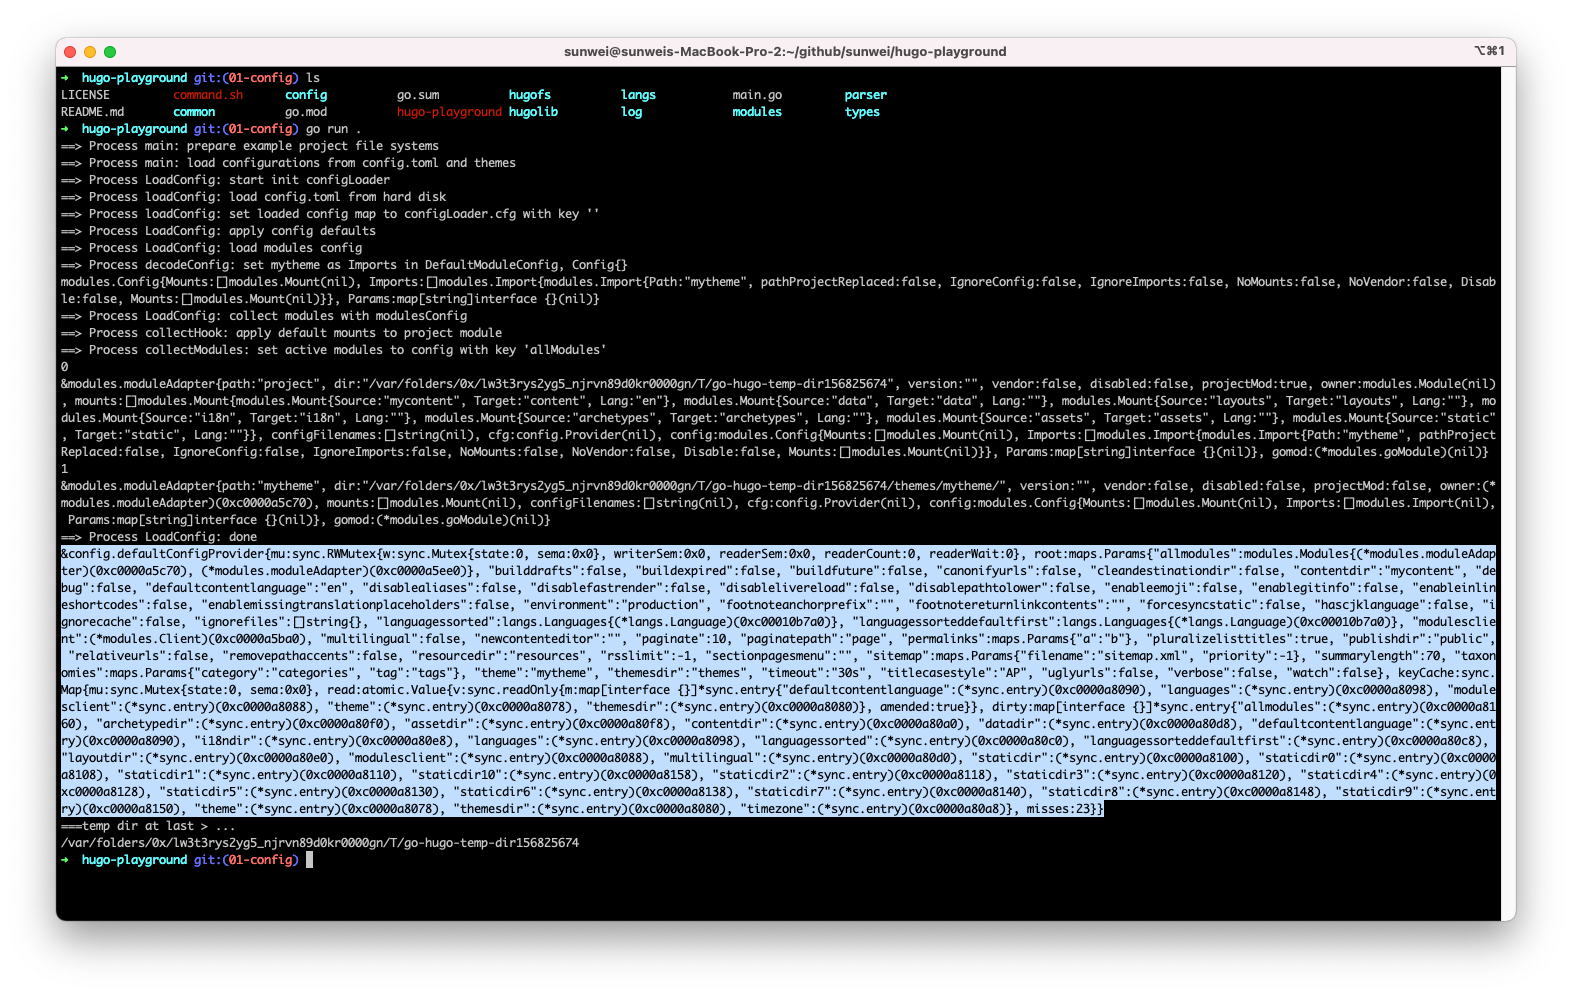 sunwei@sunweis-MacBook-Pro-2:~/github/sunwei/hugo-playground
⌥⌘1
➜  hugo-playground git:(01-config) ls
LICENSE         command.sh      config          go.sum          hugofs          langs           main.go         parser
README.md       common          go.mod          hugo-playground hugolib         log             modules         types
➜  hugo-playground git:(01-config) go run .
==> Process main: prepare example project file systems
==> Process main: load configurations from config.toml and themes
==> Process LoadConfig: start init configLoader
==> Process loadConfig: load config.toml from hard disk
==> Process loadConfig: set loaded config map to configLoader.cfg with key ''
==> Process LoadConfig: apply config defaults
==> Process LoadConfig: load modules config
==> Process decodeConfig: set mytheme as Imports in DefaultModuleConfig, Config{}
modules.Config{Mounts:[]modules.Mount(nil), Imports:[]modules.Import{modules.Import{Path:"mytheme", pathProjectReplaced:false, IgnoreConfig:false, IgnoreImports:false, NoMounts:false, NoVendor:false, Disab
le:false, Mounts:[]modules.Mount(nil)}}, Params:map[string]interface {}(nil)}
==> Process LoadConfig: collect modules with modulesConfig
==> Process collectHook: apply default mounts to project module
==> Process collectModules: set active modules to config with key 'allModules'
0
&modules.moduleAdapter{path:"project", dir:"/var/folders/0x/lw3t3rys2yg5_njrvn89d0kr0000gn/T/go-hugo-temp-dir156825674", version:"", vendor:false, disabled:false, projectMod:true, owner:modules.Module(nil)
, mounts:[]modules.Mount{modules.Mount{Source:"mycontent", Target:"content", Lang:"en"}, modules.Mount{Source:"data", Target:"data", Lang:""}, modules.Mount{Source:"layouts", Target:"layouts", Lang:""}, mo
dules.Mount{Source:"i18n", Target:"i18n", Lang:""}, modules.Mount{Source:"archetypes", Target:"archetypes", Lang:""}, modules.Mount{Source:"assets", Target:"assets", Lang:""}, modules.Mount{Source:"static"
, Target:"static", Lang:""}}, configFilenames:[]string(nil), cfg:config.Provider(nil), config:modules.Config{Mounts:[]modules.Mount(nil), Imports:[]modules.Import{modules.Import{Path:"mytheme", pathProject
Replaced:false, IgnoreConfig:false, IgnoreImports:false, NoMounts:false, NoVendor:false, Disable:false, Mounts:[]modules.Mount(nil)}}, Params:map[string]interface {}(nil)}, gomod:(*modules.goModule)(nil)}
1
&modules.moduleAdapter{path:"mytheme", dir:"/var/folders/0x/lw3t3rys2yg5_njrvn89d0kr0000gn/T/go-hugo-temp-dir156825674/themes/mytheme/", version:"", vendor:false, disabled:false, projectMod:false, owner:(*
modules.moduleAdapter)(0xc0000a5c70), mounts:[]modules.Mount(nil), configFilenames:[]string(nil), cfg:config.Provider(nil), config:modules.Config{Mounts:[]modules.Mount(nil), Imports:[]modules.Import(nil),
 Params:map[string]interface {}(nil)}, gomod:(*modules.goModule)(nil)}
==> Process LoadConfig: done
&config.defaultConfigProvider{mu:sync.RWMutex{w:sync.Mutex{state:0, sema:0x0}, writerSem:0x0, readerSem:0x0, readerCount:0, readerWait:0}, root:maps.Params{"allmodules":modules.Modules{(*modules.moduleAdap
ter)(0xc0000a5c70), (*modules.moduleAdapter)(0xc0000a5ee0)}, "builddrafts":false, "buildexpired":false, "buildfuture":false, "canonifyurls":false, "cleandestinationdir":false, "contentdir":"mycontent", "de
bug":false, "defaultcontentlanguage":"en", "disablealiases":false, "disablefastrender":false, "disablelivereload":false, "disablepathtolower":false, "enableemoji":false, "enablegitinfo":false, "enableinlin
eshortcodes":false, "enablemissingtranslationplaceholders":false, "environment":"production", "footnoteanchorprefix":"", "footnotereturnlinkcontents":"", "forcesyncstatic":false, "hascjklanguage":false, "i
gnorecache":false, "ignorefiles":[]string{}, "languagessorted":langs.Languages{(*langs.Language)(0xc00010b7a0)}, "languagessorteddefaultfirst":langs.Languages{(*langs.Language)(0xc00010b7a0)}, "modulesclie
nt":(*modules.Client)(0xc0000a5ba0), "multilingual":false, "newcontenteditor":"", "paginate":10, "paginatepath":"page", "permalinks":maps.Params{"a":"b"}, "pluralizelisttitles":true, "publishdir":"public",
 "relativeurls":false, "removepathaccents":false, "resourcedir":"resources", "rsslimit":-1, "sectionpagesmenu":"", "sitemap":maps.Params{"filename":"sitemap.xml", "priority":-1}, "summarylength":70, "taxon
omies":maps.Params{"category":"categories", "tag":"tags"}, "theme":"mytheme", "themesdir":"themes", "timeout":"30s", "titlecasestyle":"AP", "uglyurls":false, "verbose":false, "watch":false}, keyCache:sync.
Map{mu:sync.Mutex{state:0, sema:0x0}, read:atomic.Value{v:sync.readOnly{m:map[interface {}]*sync.entry{"defaultcontentlanguage":(*sync.entry)(0xc0000a8090), "languages":(*sync.entry)(0xc0000a8098), "module
sclient":(*sync.entry)(0xc0000a8088), "theme":(*sync.entry)(0xc0000a8078), "themesdir":(*sync.entry)(0xc0000a8080)}, amended:true}}, dirty:map[interface {}]*sync.entry{"allmodules":(*sync.entry)(0xc0000a81
60), "archetypedir":(*sync.entry)(0xc0000a80f0), "assetdir":(*sync.entry)(0xc0000a80f8), "contentdir":(*sync.entry)(0xc0000a80a0), "datadir":(*sync.entry)(0xc0000a80d8), "defaultcontentlanguage":(*sync.ent
ry)(0xc0000a8090), "i18ndir":(*sync.entry)(0xc0000a80e8), "languages":(*sync.entry)(0xc0000a8098), "languagessorted":(*sync.entry)(0xc0000a80c0), "languagessorteddefaultfirst":(*sync.entry)(0xc0000a80c8),
"layoutdir":(*sync.entry)(0xc0000a80e0), "modulesclient":(*sync.entry)(0xc0000a8088), "multilingual":(*sync.entry)(0xc0000a80d0), "staticdir":(*sync.entry)(0xc0000a8100), "staticdir0":(*sync.entry)(0xc0000
a8108), "staticdir1":(*sync.entry)(0xc0000a8110), "staticdir10":(*sync.entry)(0xc0000a8158), "staticdir2":(*sync.entry)(0xc0000a8118), "staticdir3":(*sync.entry)(0xc0000a8120), "staticdir4":(*sync.entry)(0
xc0000a8128), "staticdir5":(*sync.entry)(0xc0000a8130), "staticdir6":(*sync.entry)(0xc0000a8138), "staticdir7":(*sync.entry)(0xc0000a8140), "staticdir8":(*sync.entry)(0xc0000a8148), "staticdir9":(*sync.ent
ry)(0xc0000a8150), "theme":(*sync.entry)(0xc0000a8078), "themesdir":(*sync.entry)(0xc0000a8080), "timezone":(*sync.entry)(0xc0000a80a8)}, misses:23}}
===temp dir at last > ...
/var/folders/0x/lw3t3rys2yg5_njrvn89d0kr0000gn/T/go-hugo-temp-dir156825674
➜  hugo-playground git:(01-config)